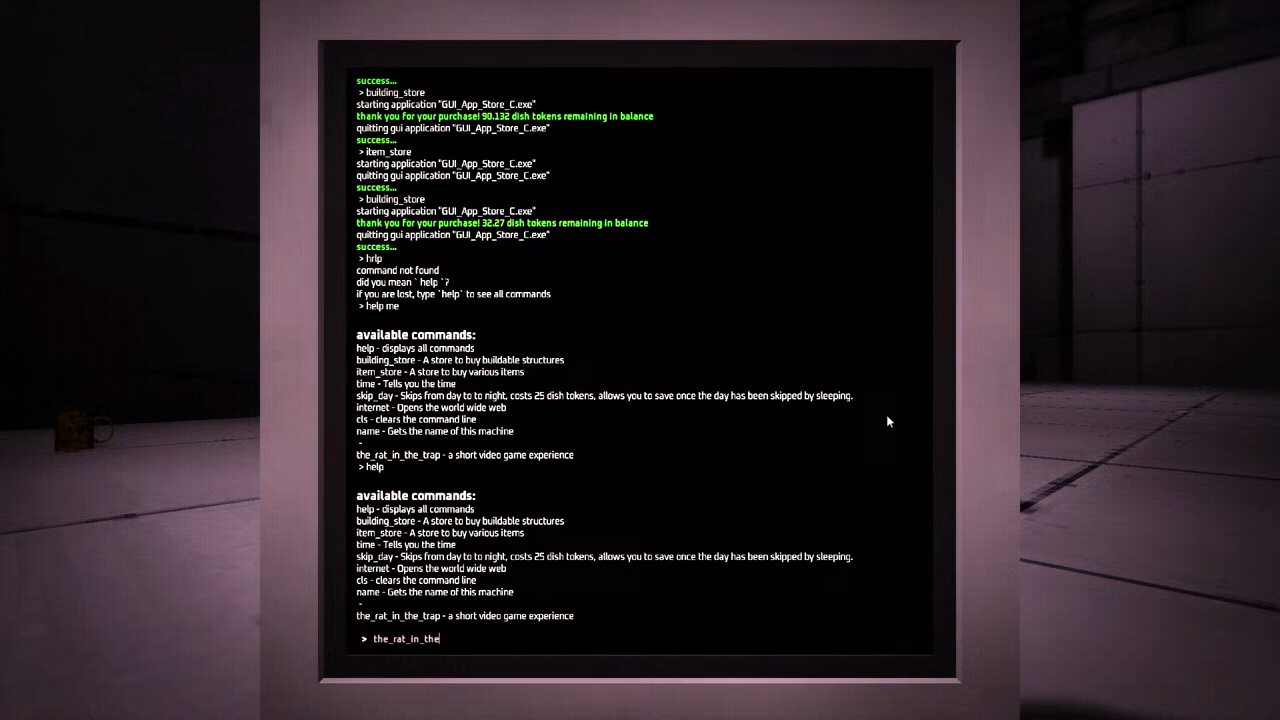 success...
> building_store
starting application "GUI_App_Store_C.exe"
thank you for your purchase! 90.132 dish tokens remaining in balance
quitting gui application "GUI_App_Store_C.exe"
success...
> item_store
starting application "GUI_App_Store_C.exe"
quitting gui application "GUI_App_Store_C.exe"
success...
> building_store
starting application "GUI_App_Store_C.exe"
thank you for your purchase! 32.27 dish tokens remaining in balance
quitting gui application "GUI_App_Store_C.exe"
success...
> hrlp
command not found
did you mean ` help `?
if you are lost, type `help` to see all commands
> help me
available commands:
help - displays all commands
building_store - A store to buy buildable structures
item_store - A store to buy various items
time - Tells you the time
skip_day - Skips from day to to night, costs 25 dish tokens, allows you to save once the day has been skipped by sleeping.
internet - Opens the world wide web
cls - clears the command line
name - Gets the name of this machine
-
the_rat_in_the_trap - a short video game experience
> help
available commands:
help - displays all commands
building_store - A store to buy buildable structures
item_store - A store to buy various items
time - Tells you the time
skip_day - Skips from day to to night, costs 25 dish tokens, allows you to save once the day has been skipped by sleeping.
internet - Opens the world wide web
cls - clears the command line
name - Gets the name of this machine
-
the_rat_in_the_trap - a short video game experience
> the_rat_in_the